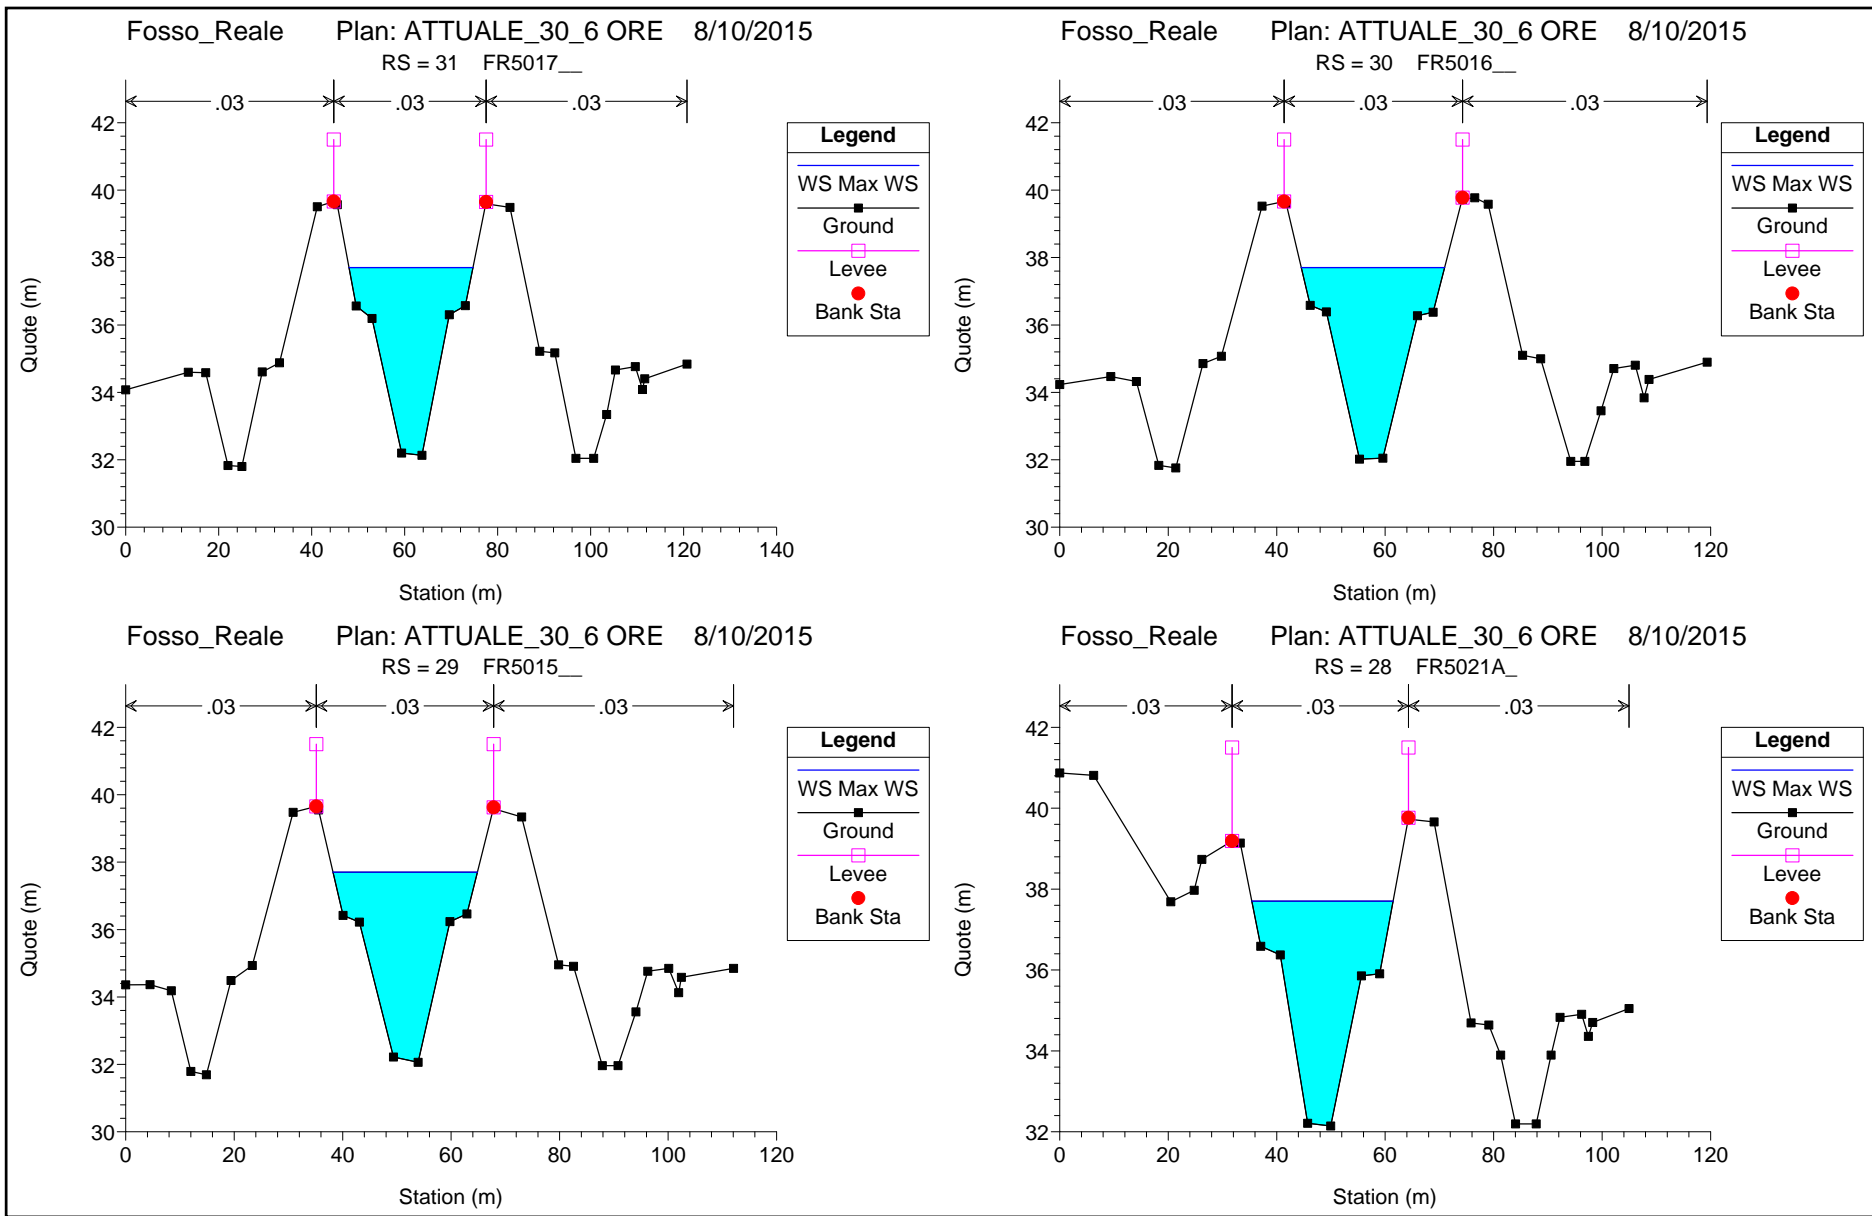 Fosso_Reale Plan: ATTUALE_30_6 ORE 8/10/2015
RS = 31 FR5017__
.03 .03 .03
42
40
38
36
34
32
30
Quote (m)
0 20 40 60 80 100 120 140
Station (m)
Legend
WS Max WS
Ground
Levee
Bank Sta
Fosso_Reale Plan: ATTUALE_30_6 ORE 8/10/2015
RS = 30 FR5016__
.03 .03 .03
42
40
38
36
34
32
30
Quote (m)
0 20 40 60 80 100 120
Station (m)
Legend
WS Max WS
Ground
Levee
Bank Sta
Fosso_Reale Plan: ATTUALE_30_6 ORE 8/10/2015
RS = 29 FR5015__
.03 .03 .03
42
40
38
36
34
32
30
Quote (m)
0 20 40 60 80 100 120
Station (m)
Legend
WS Max WS
Ground
Levee
Bank Sta
Fosso_Reale Plan: ATTUALE_30_6 ORE 8/10/2015
RS = 28 FR5021A_
.03 .03 .03
42
40
38
36
34
32
Quote (m)
0 20 40 60 80 100 120
Station (m)
Legend
WS Max WS
Ground
Levee
Bank Sta